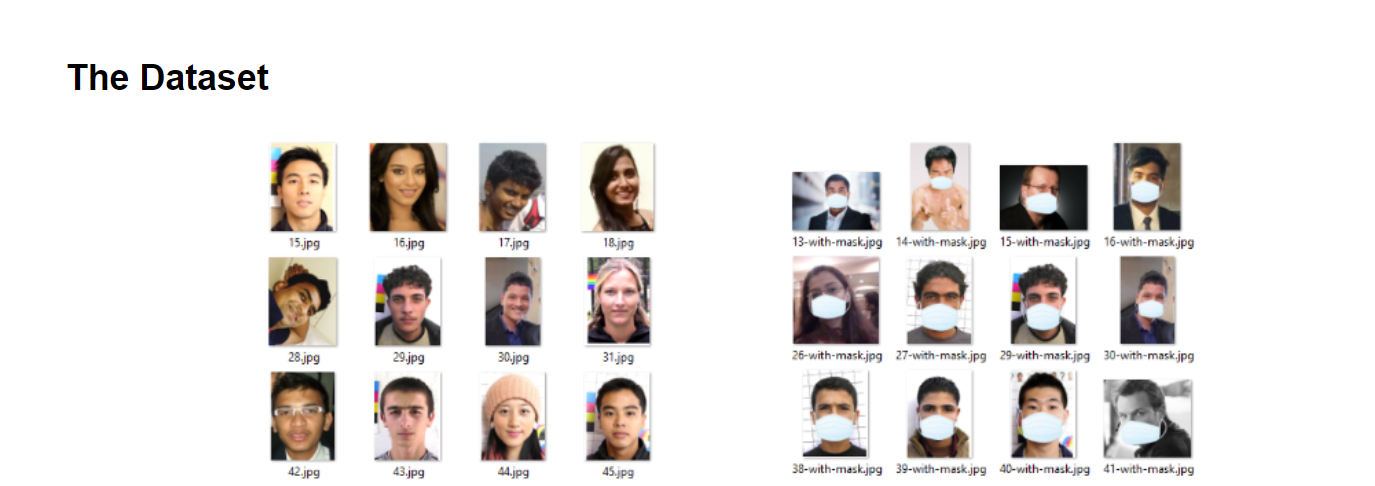 The Dataset
15.jpg 16.jpg 17.jpg 18.jpg
13-with-mask.jpg 14-with-mask.jpg 15-with-mask.jpg 16-with-mask.jpg
28.jpg 29.jpg 30.jpg 31.jpg
26-with-mask.jpg 27-with-mask.jpg 29-with-mask.jpg 30-with-mask.jpg
42.jpg 43.jpg 44.jpg 45.jpg
38-with-mask.jpg 39-with-mask.jpg 40-with-mask.jpg 41-with-mask.jpg